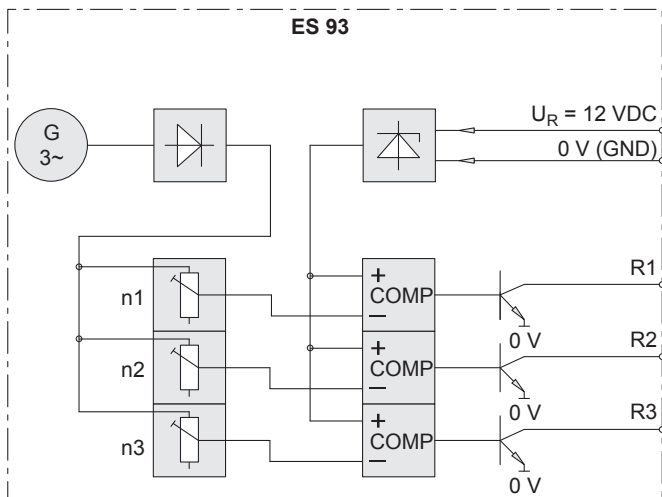 ES 93
G
3~
U_R = 12 VDC
0 V (GND)
n1
+
COMP
−
R1
0 V
n2
+
COMP
−
R2
0 V
n3
+
COMP
−
R3
0 V